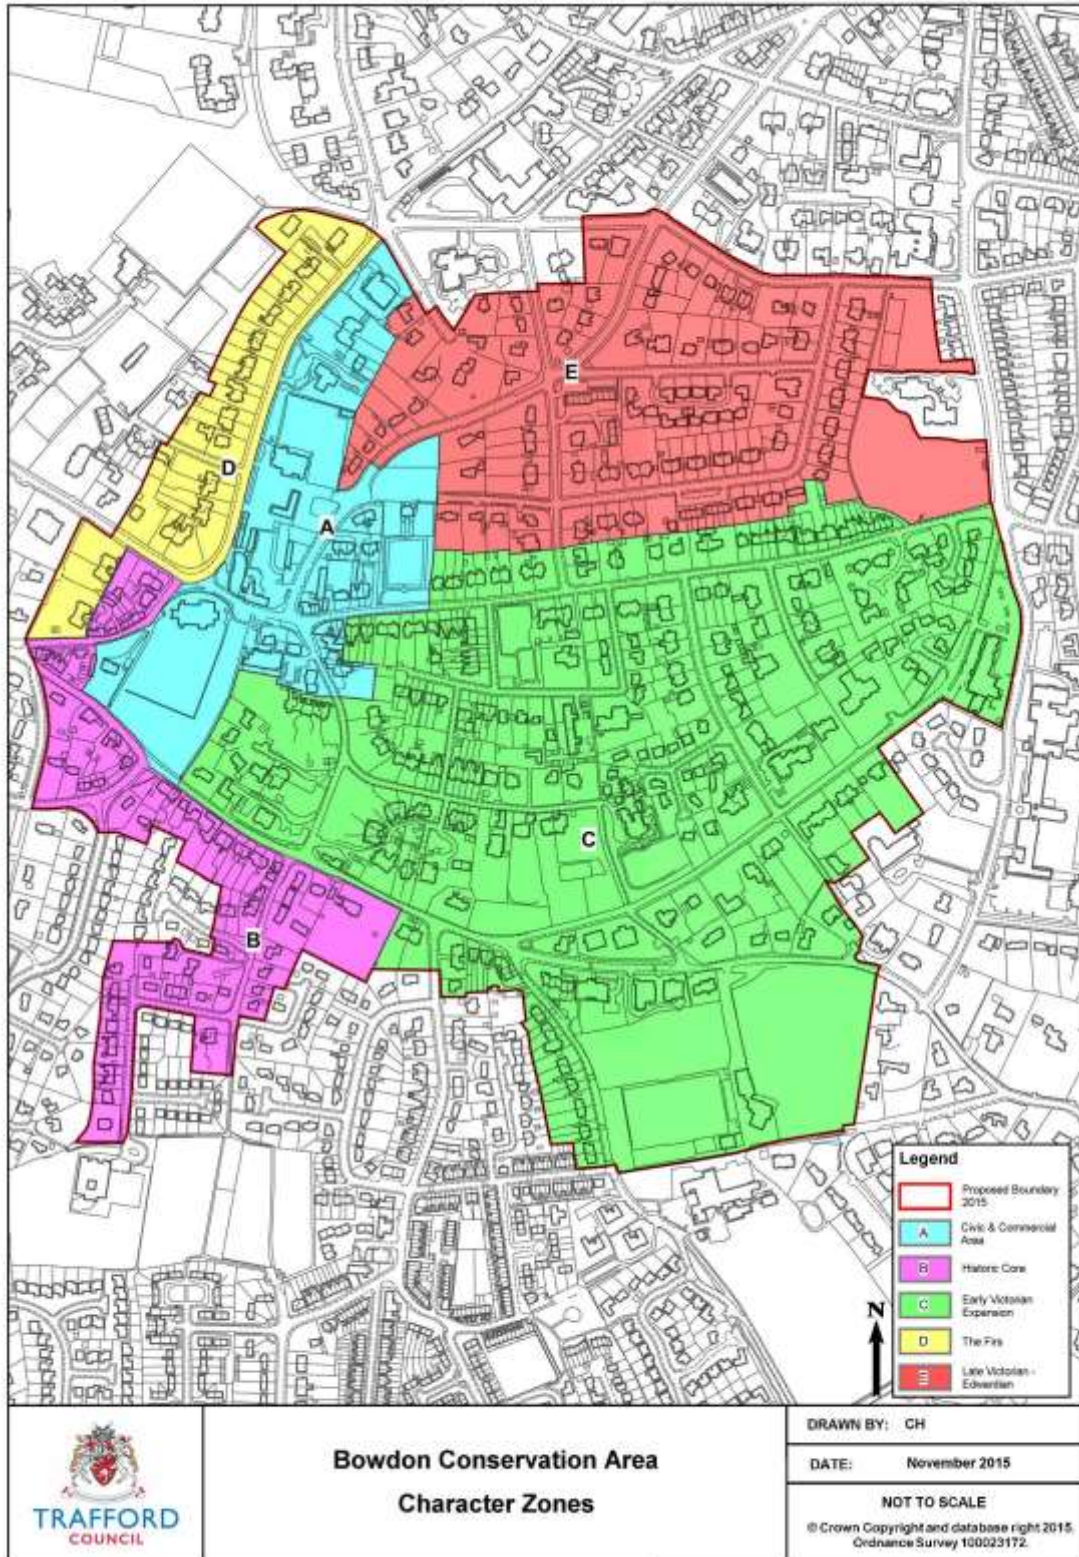 E
D
A
C
B
Legend
Proposed Boundary
2015
A
Civic & Commercial
Area
B
Historic Core
C
Early Victorian
Expansion
D
The Firs
E
Late Victorian -
Edwardian
N
TRAFFORD
COUNCIL
Bowdon Conservation Area
Character Zones
DRAWN BY: CH
DATE: November 2015
NOT TO SCALE
© Crown Copyright and database right 2015.
Ordnance Survey 100023172.